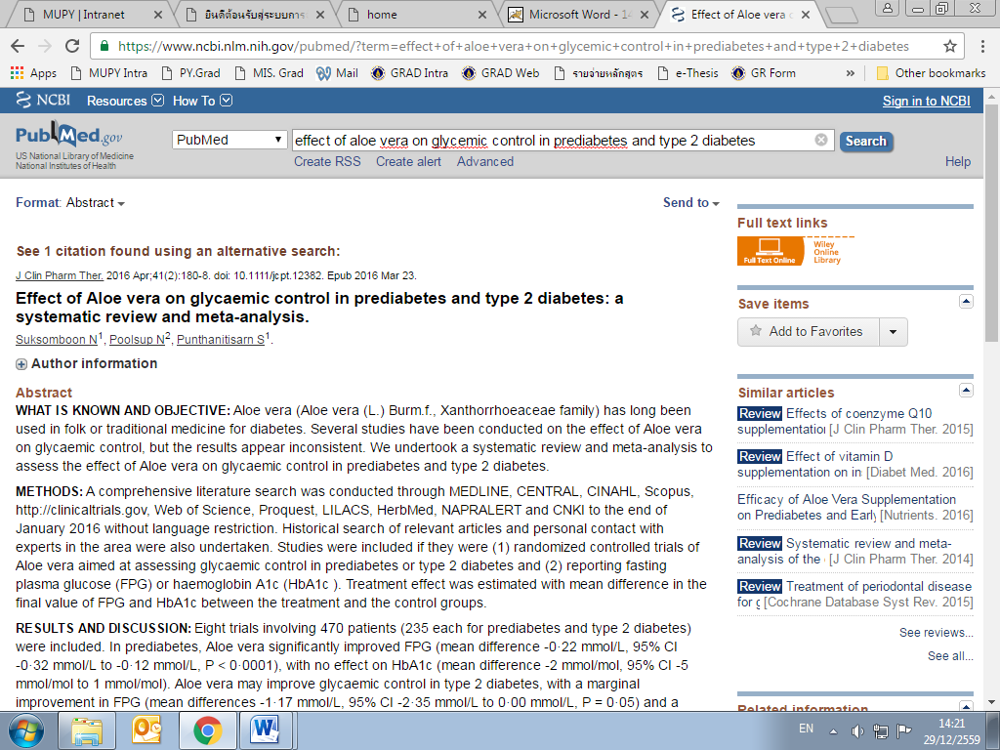 MUPY | Intranet
ยินดีต้อนรับสู่ระบบการ
home
Microsoft Word - 14
Effect of Aloe vera o
https://www.ncbi.nlm.nih.gov/pubmed/?term=effect+of+aloe+vera+on+glycemic+control+in+prediabetes+and+type+2+diabetes
Apps MUPY Intra PY.Grad MIS. Grad Mail GRAD Intra GRAD Web รายจ่ายหลักสูตร e-Thesis GR Form » Other bookmarks
NCBI Resources How To Sign in to NCBI
PubMed.gov
US National Library of Medicine
National Institutes of Health
PubMed
effect of aloe vera on glycemic control in prediabetes and type 2 diabetes
Search
Create RSS Create alert Advanced
Help
Format: Abstract
Send to
See 1 citation found using an alternative search:
J Clin Pharm Ther. 2016 Apr;41(2):180-8. doi: 10.1111/jcpt.12382. Epub 2016 Mar 23.
Effect of Aloe vera on glycaemic control in prediabetes and type 2 diabetes: a
systematic review and meta-analysis.
Suksomboon N1, Poolsup N2, Punthanitisarn S1.
Author information
Abstract
WHAT IS KNOWN AND OBJECTIVE: Aloe vera (Aloe vera (L.) Burm.f., Xanthorrhoeaceae family) has long been
used in folk or traditional medicine for diabetes. Several studies have been conducted on the effect of Aloe vera
on glycaemic control, but the results appear inconsistent. We undertook a systematic review and meta-analysis to
assess the effect of Aloe vera on glycaemic control in prediabetes and type 2 diabetes.
METHODS: A comprehensive literature search was conducted through MEDLINE, CENTRAL, CINAHL, Scopus,
http://clinicaltrials.gov, Web of Science, Proquest, LILACS, HerbMed, NAPRALERT and CNKI to the end of
January 2016 without language restriction. Historical search of relevant articles and personal contact with
experts in the area were also undertaken. Studies were included if they were (1) randomized controlled trials of
Aloe vera aimed at assessing glycaemic control in prediabetes or type 2 diabetes and (2) reporting fasting
plasma glucose (FPG) or haemoglobin A1c (HbA1c ). Treatment effect was estimated with mean difference in the
final value of FPG and HbA1c between the treatment and the control groups.
RESULTS AND DISCUSSION: Eight trials involving 470 patients (235 each for prediabetes and type 2 diabetes)
were included. In prediabetes, Aloe vera significantly improved FPG (mean difference -0·22 mmol/L, 95% CI
-0·32 mmol/L to -0·12 mmol/L, P < 0·0001), with no effect on HbA1c (mean difference -2 mmol/mol, 95% CI -5
mmol/mol to 1 mmol/mol). Aloe vera may improve glycaemic control in type 2 diabetes, with a marginal
improvement in FPG (mean differences -1·17 mmol/L, 95% CI -2·35 mmol/L to 0·00 mmol/L, P = 0·05) and a
Full text links
Full Text Online
Wiley
Online
Library
Save items
Add to Favorites
Similar articles
Review Effects of coenzyme Q10
supplementation [J Clin Pharm Ther. 2015]
Review Effect of vitamin D
supplementation on in [Diabet Med. 2016]
Efficacy of Aloe Vera Supplementation
on Prediabetes and Early [Nutrients. 2016]
Review Systematic review and meta-
analysis of the [J Clin Pharm Ther. 2014]
Review Treatment of periodontal disease
for g [Cochrane Database Syst Rev. 2015]
See reviews...
See all...
Related information
EN
14:21
29/12/2559